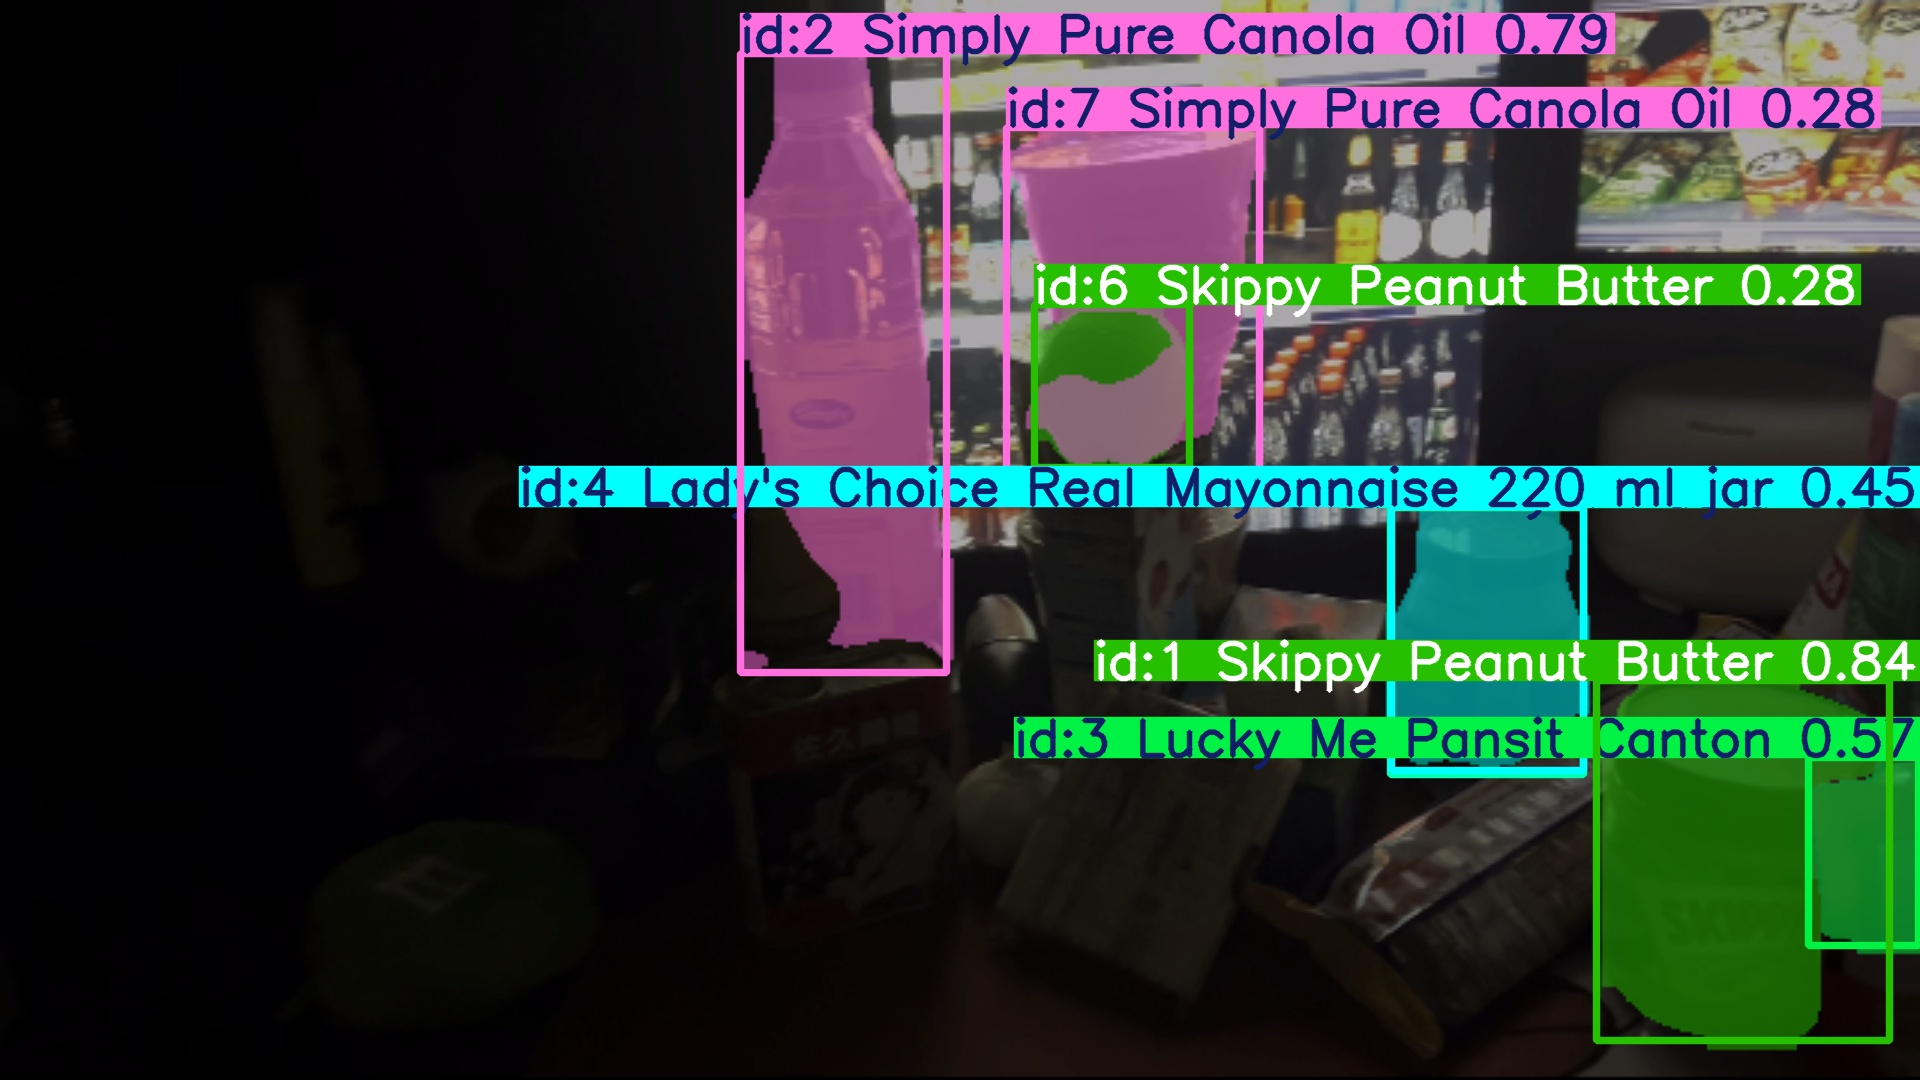 id:2 Simply Pure Canola Oil 0.79
id:7 Simply Pure Canola Oil 0.28
id:6 Skippy Peanut Butter 0.28
id:4 Lady's Choice Real Mayonnaise 220 ml jar 0.45
id:1 Skippy Peanut Butter 0.84
id:3 Lucky Me Pansit Canton 0.57
m
SKIPPY